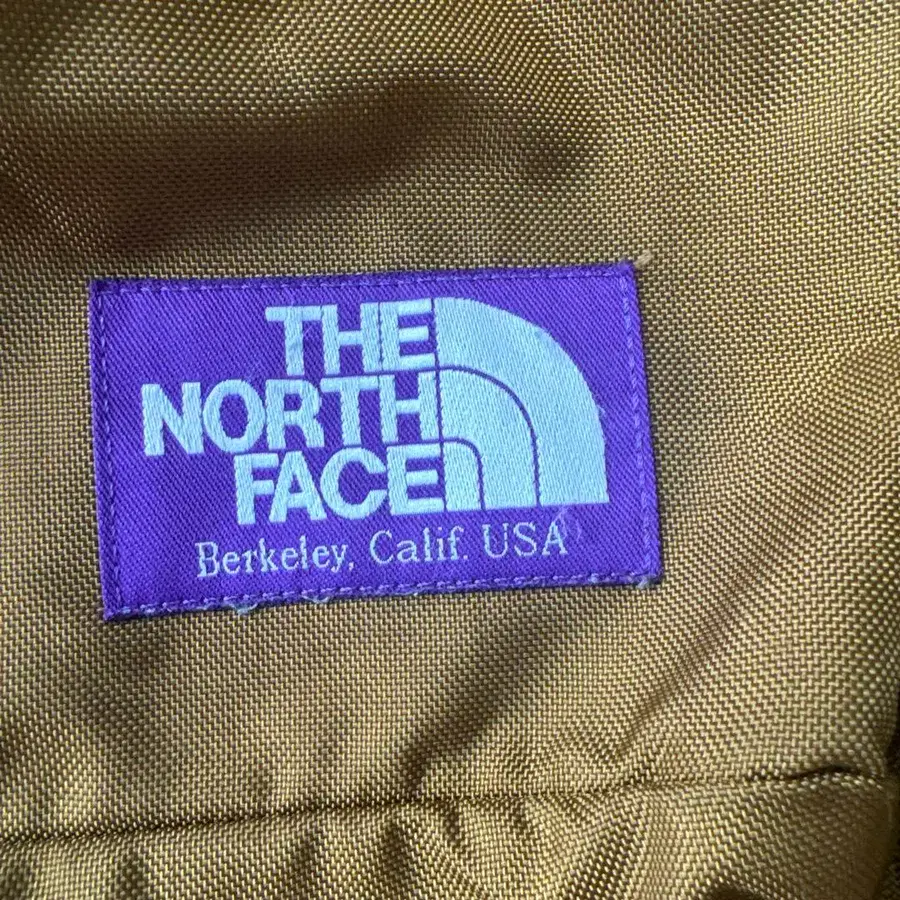 THE
NORTH
FACE
Berkeley, Calif. USA